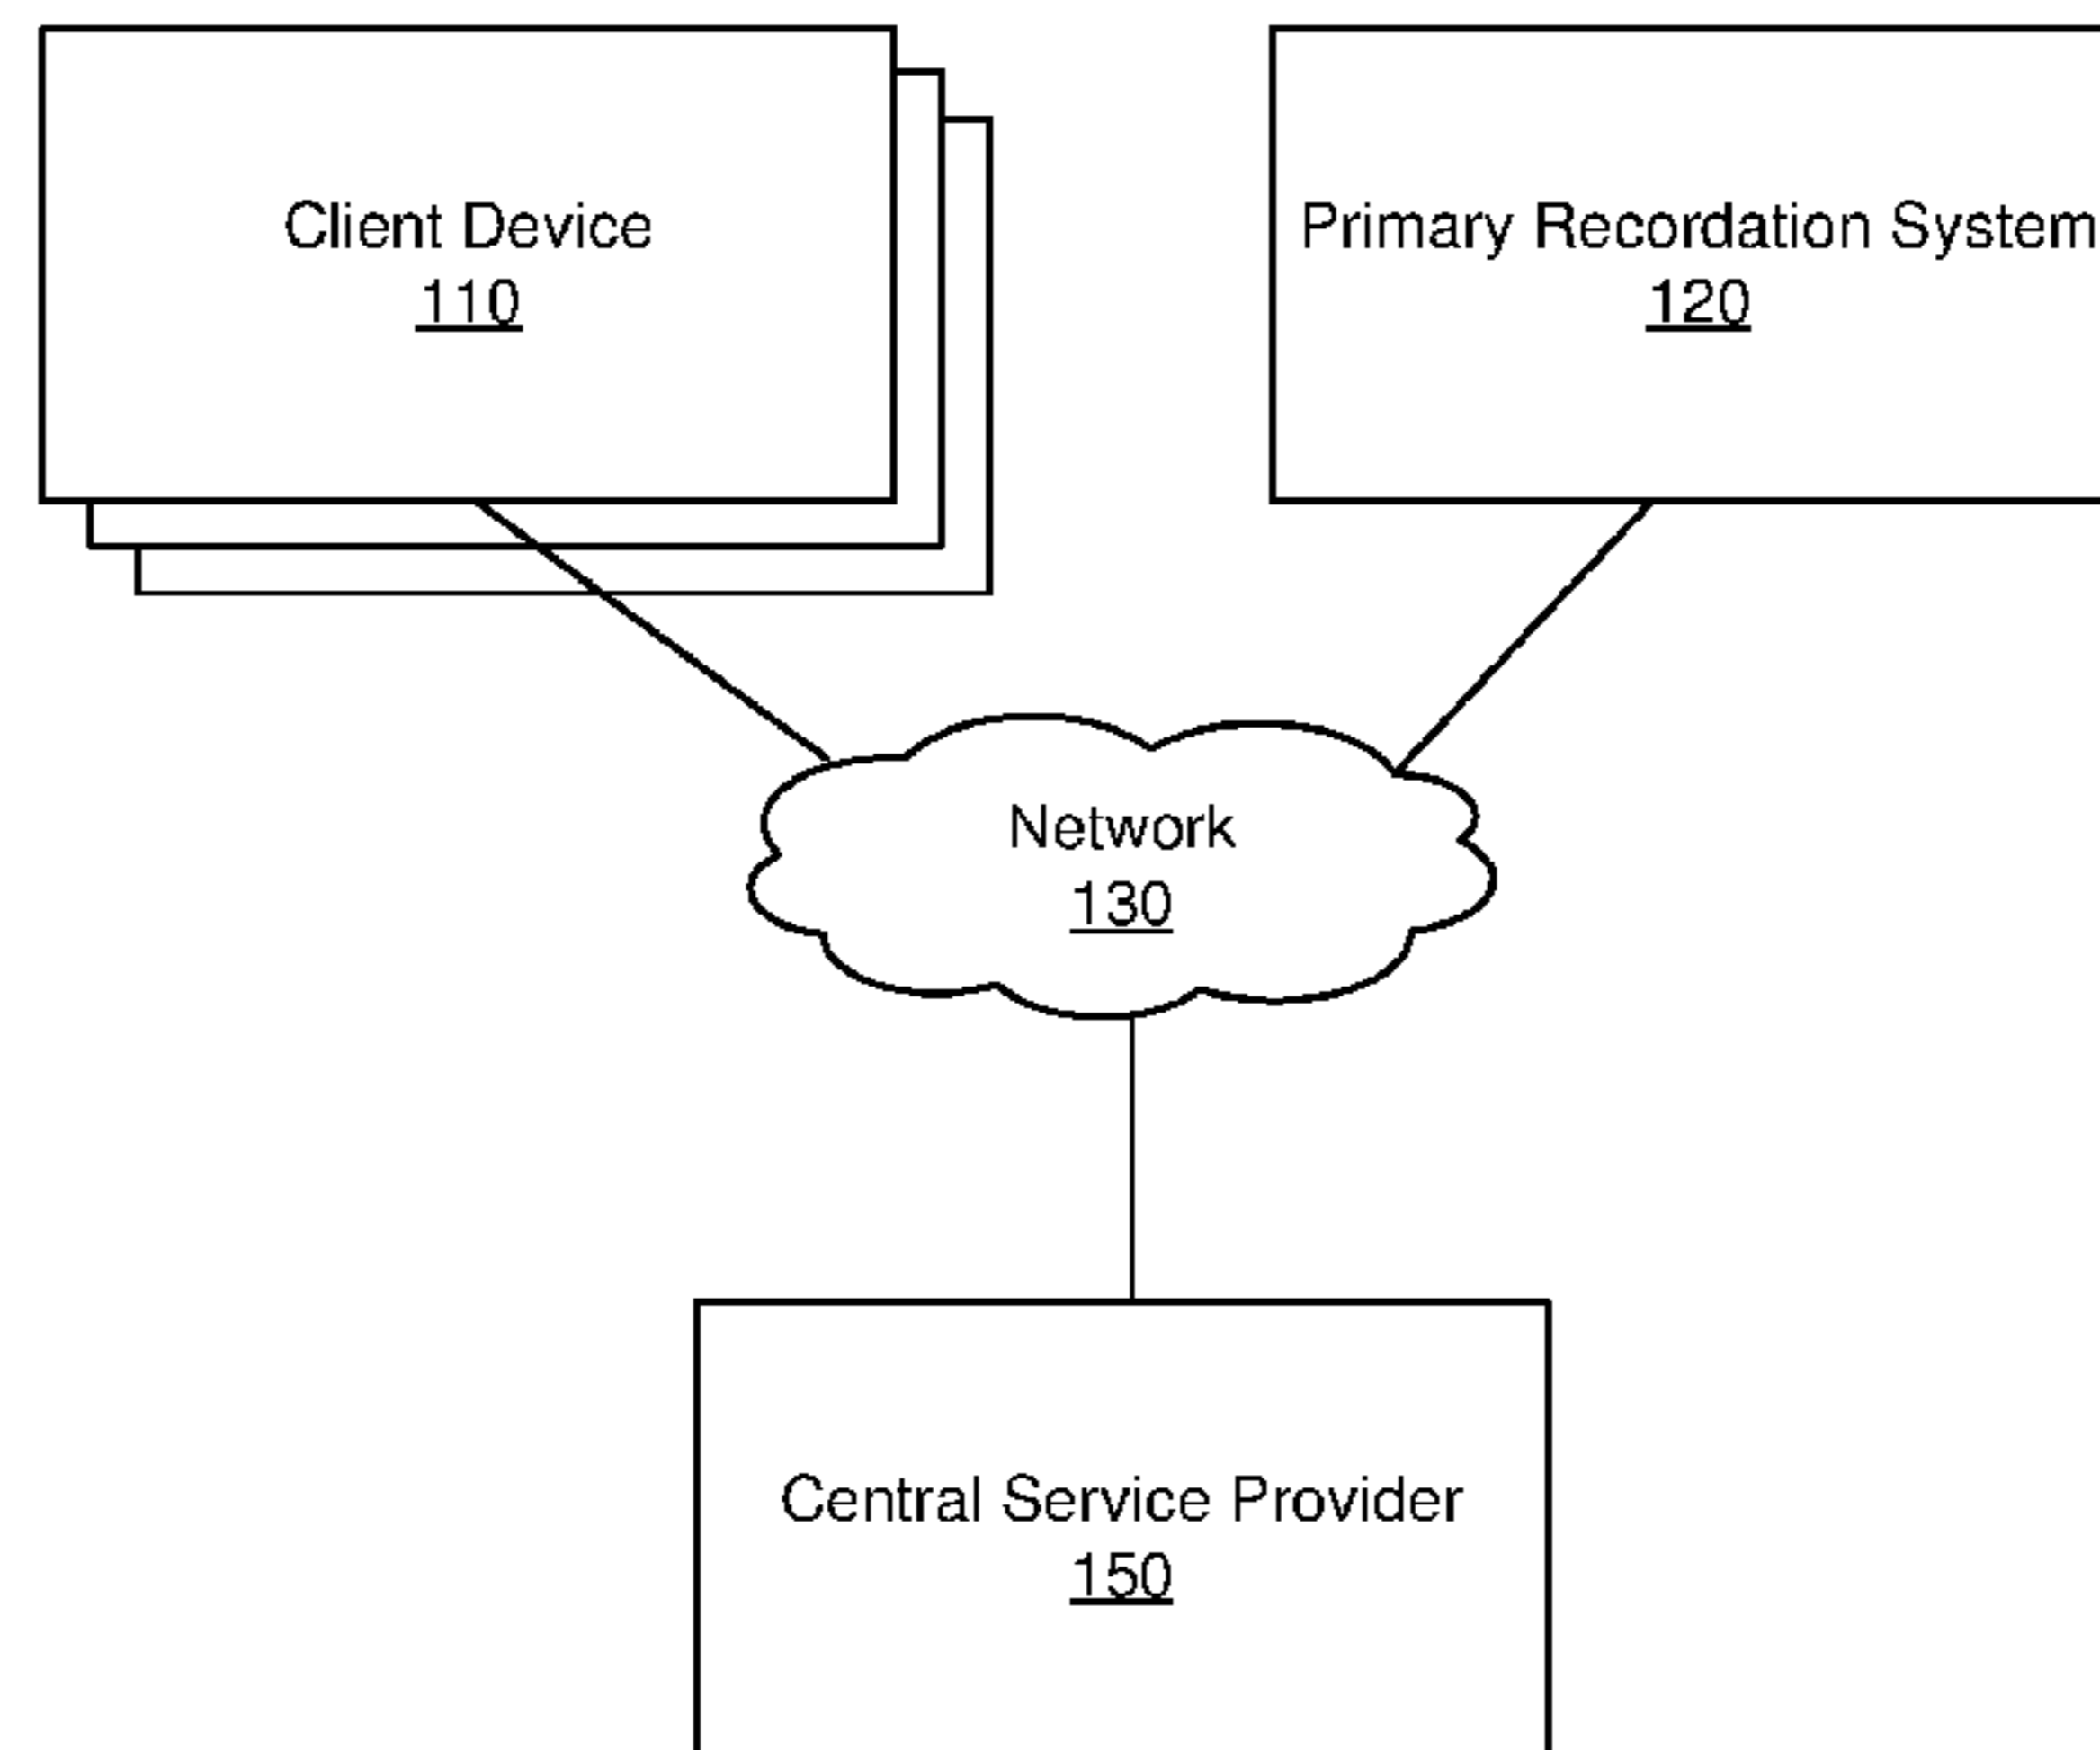 Client Device
110
Primary Recordation System
120
Network
130
Central Service Provider
150